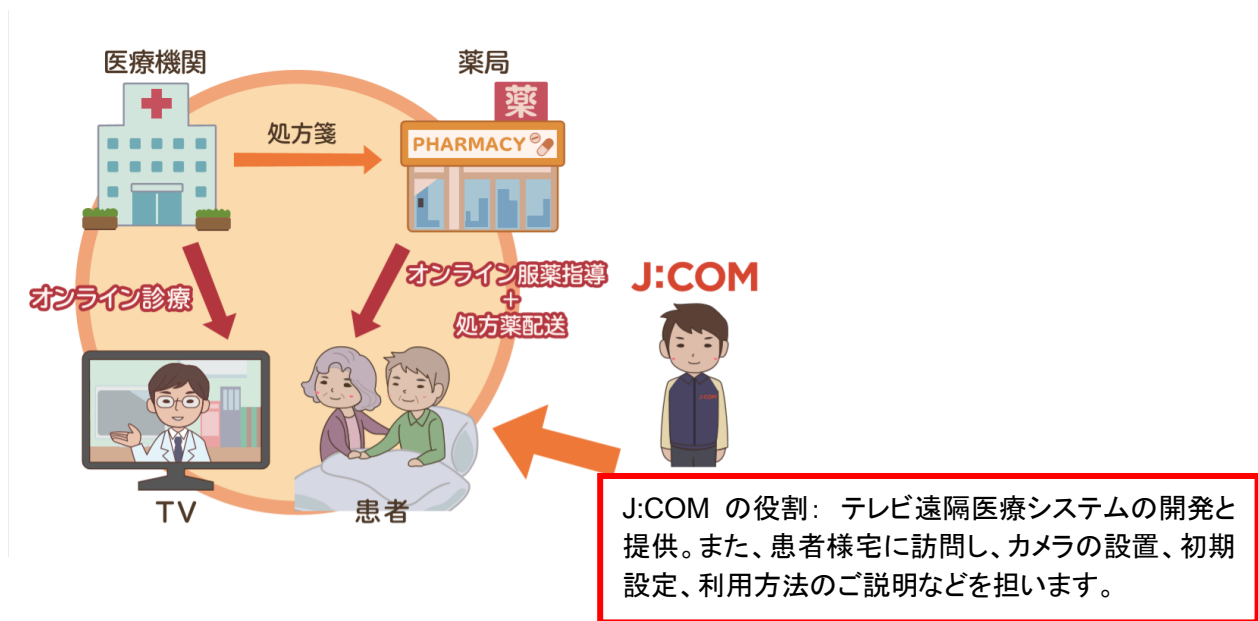 医療機関
薬局
薬
処方箋
PHARMACY
オンライン診療
オンライン服薬指導
+
処方薬配送
J:COM
J:COM
TV
患者
J:COM の役割： テレビ遠隔医療システムの開発と
提供。また、患者様宅に訪問し、カメラの設置、初期
設定、利用方法のご説明などを担います。